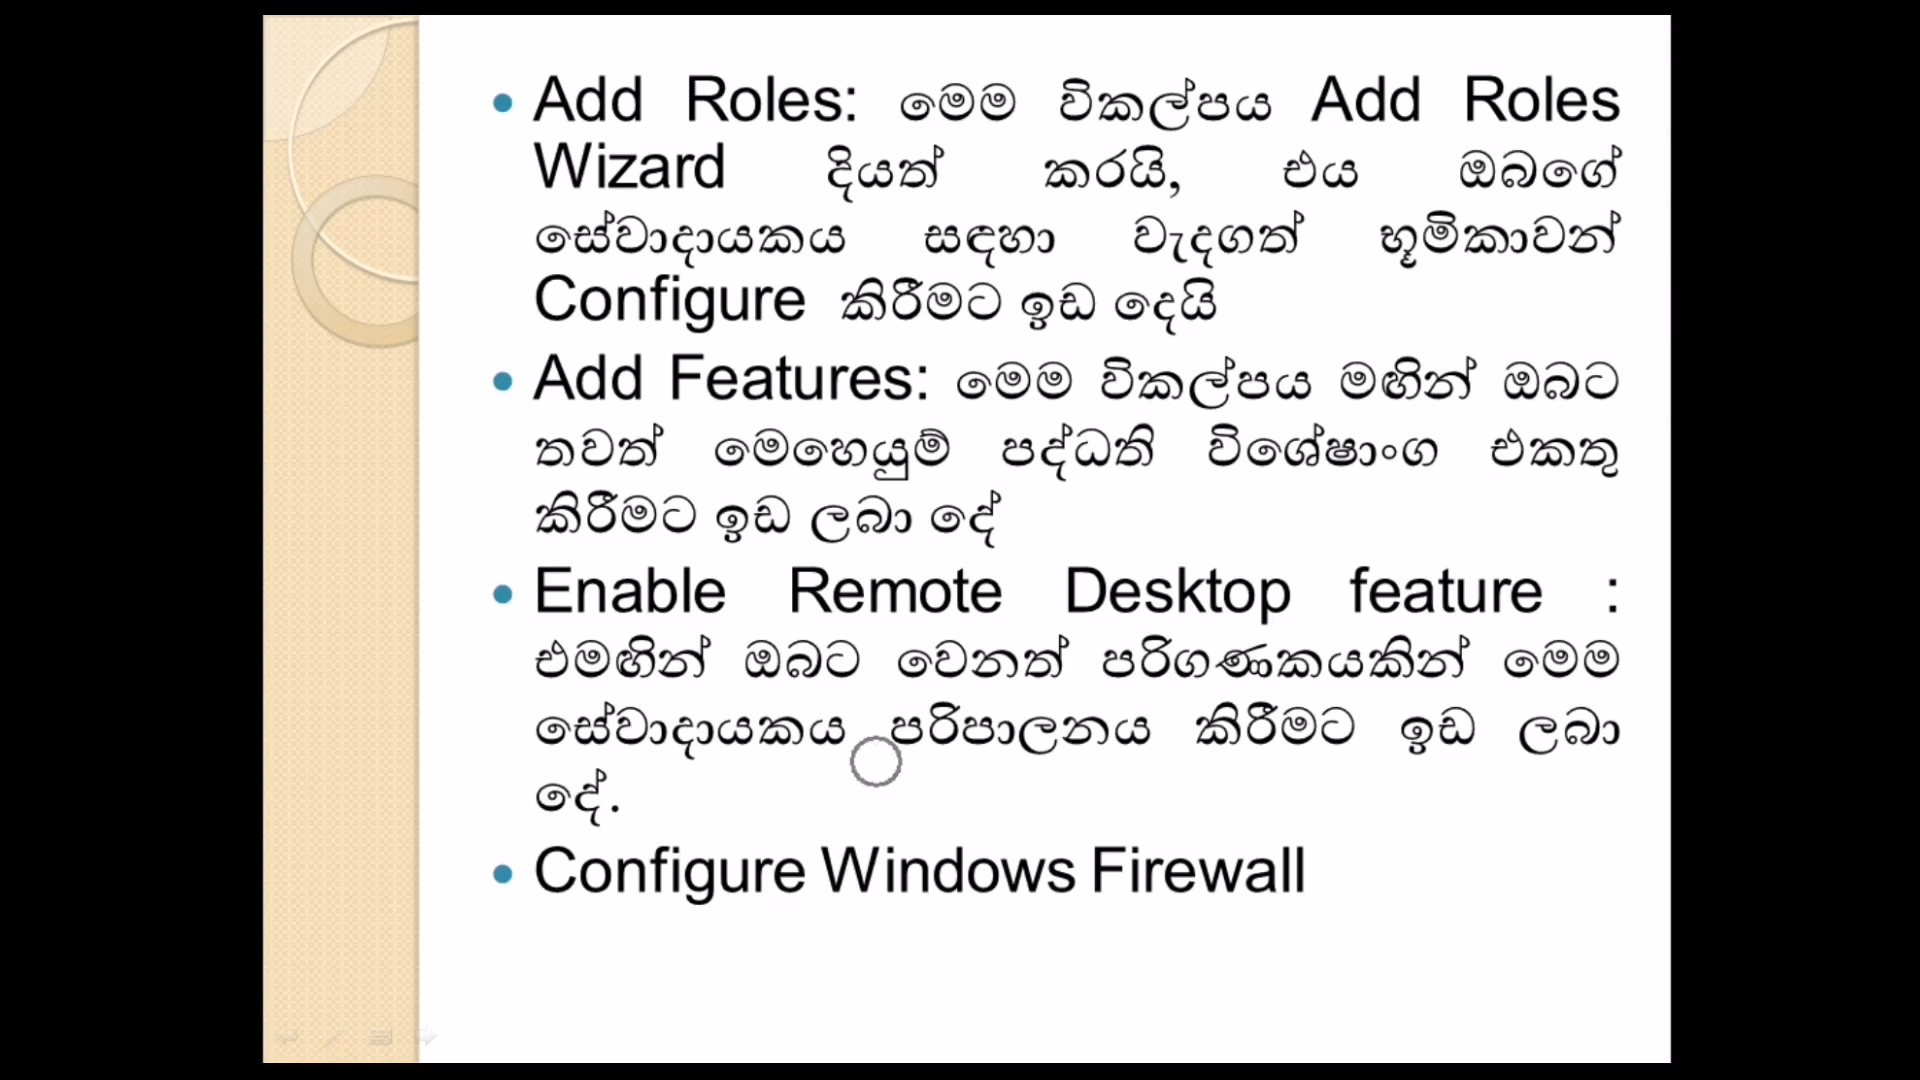 Add Roles: මෙම විකල්පය Add Roles
Wizard දියත් කරයි, එය ඔබගේ
සේවාදායකය සඳහා වැදගත් භූමිකාවන්
Configure කිරීමට ඉඩ දෙයි
Add Features: මෙම විකල්පය මඟින් ඔබට
තවත් මෙහෙයුම් පද්ධති විශේෂාංග එකතු
කිරීමට ඉඩ ලබා දේ
Enable Remote Desktop feature :
එමඟින් ඔබට වෙනත් පරිගණකයකින් මෙම
සේවාදායකය පරිපාලනය කිරීමට ඉඩ ලබා
දේ.
Configure Windows Firewall